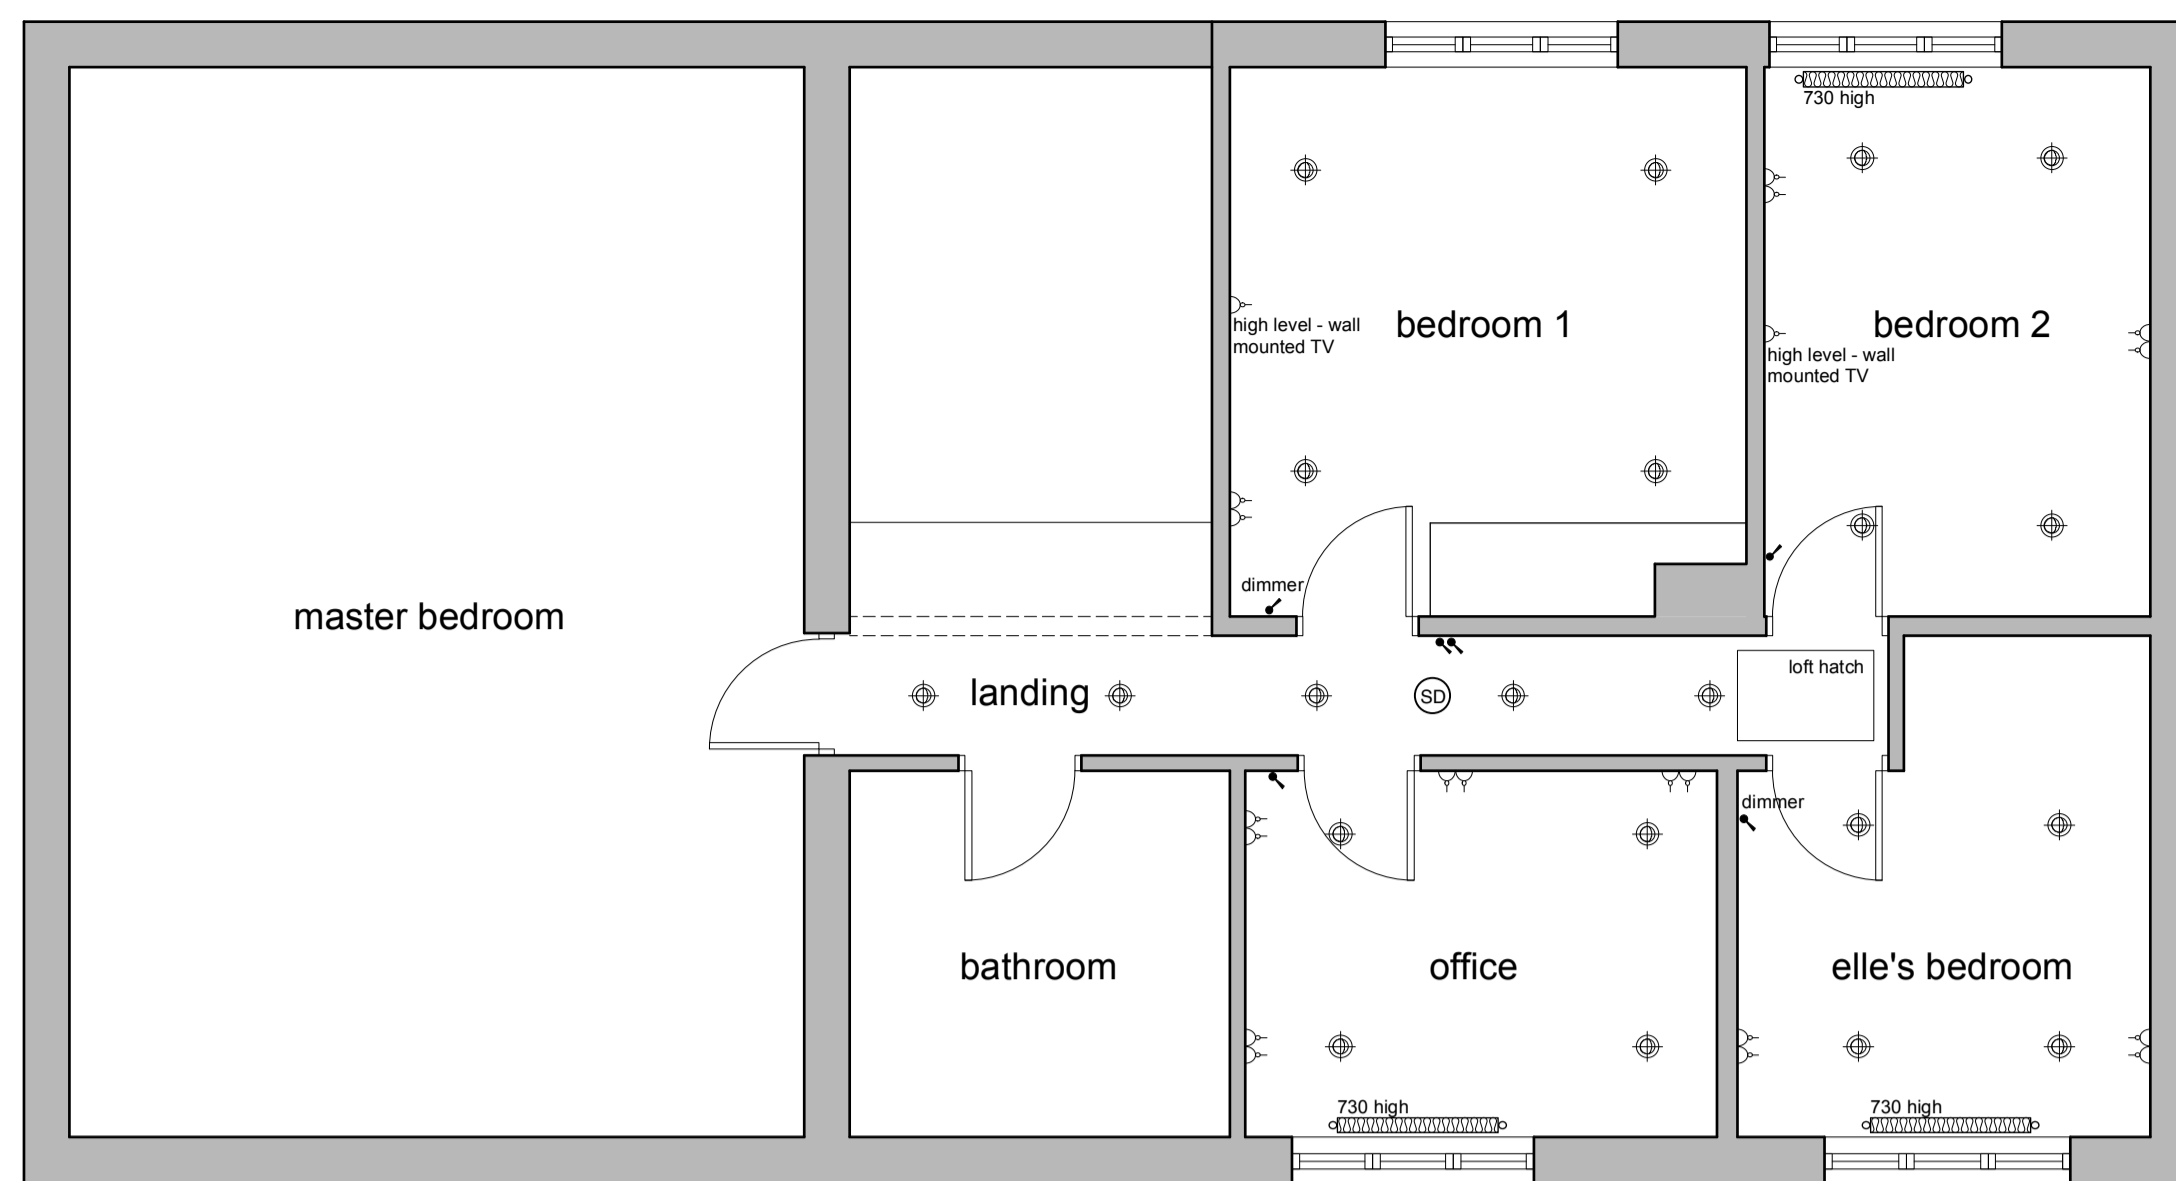 730 high
high level - wall
mounted TV
bedroom 1
bedroom 2
high level - wall
mounted TV
dimmer
master bedroom
landing
SD
loft hatch
dimmer
bathroom
office
elle's bedroom
730 high
730 high